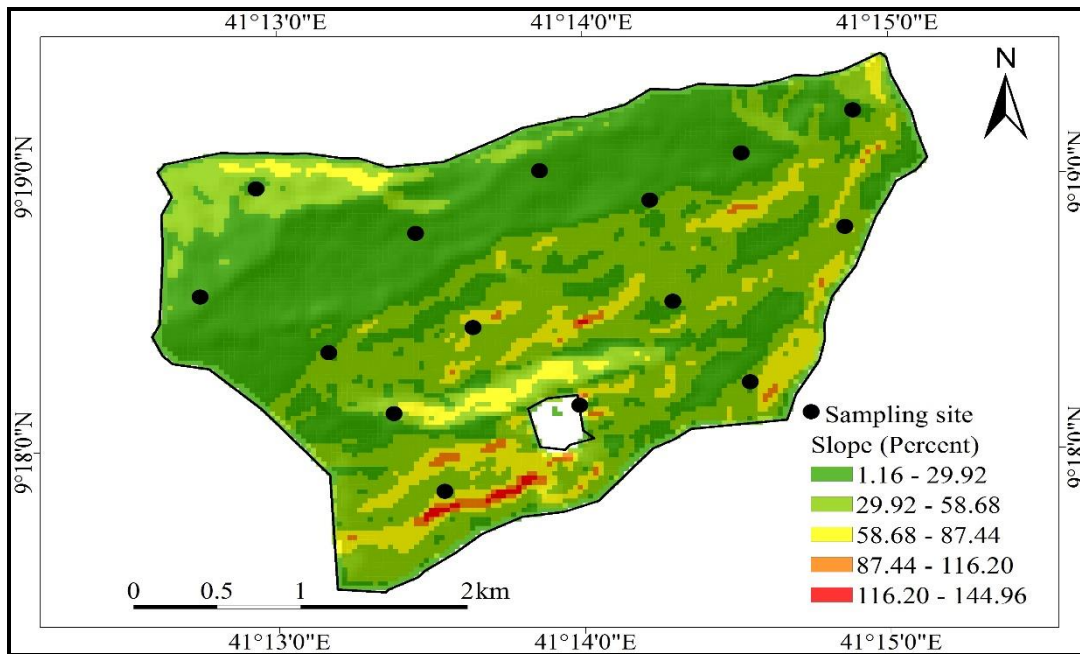 41°13'0"E 41°14'0"E 41°15'0"E
N
9°19'0"N 9°19'0"N
9°18'0"N 9°18'0"N
Sampling site
Slope (Percent)
1.16 - 29.92
29.92 - 58.68
58.68 - 87.44
87.44 - 116.20
116.20 - 144.96
0 0.5 1 2 km
41°13'0"E 41°14'0"E 41°15'0"E